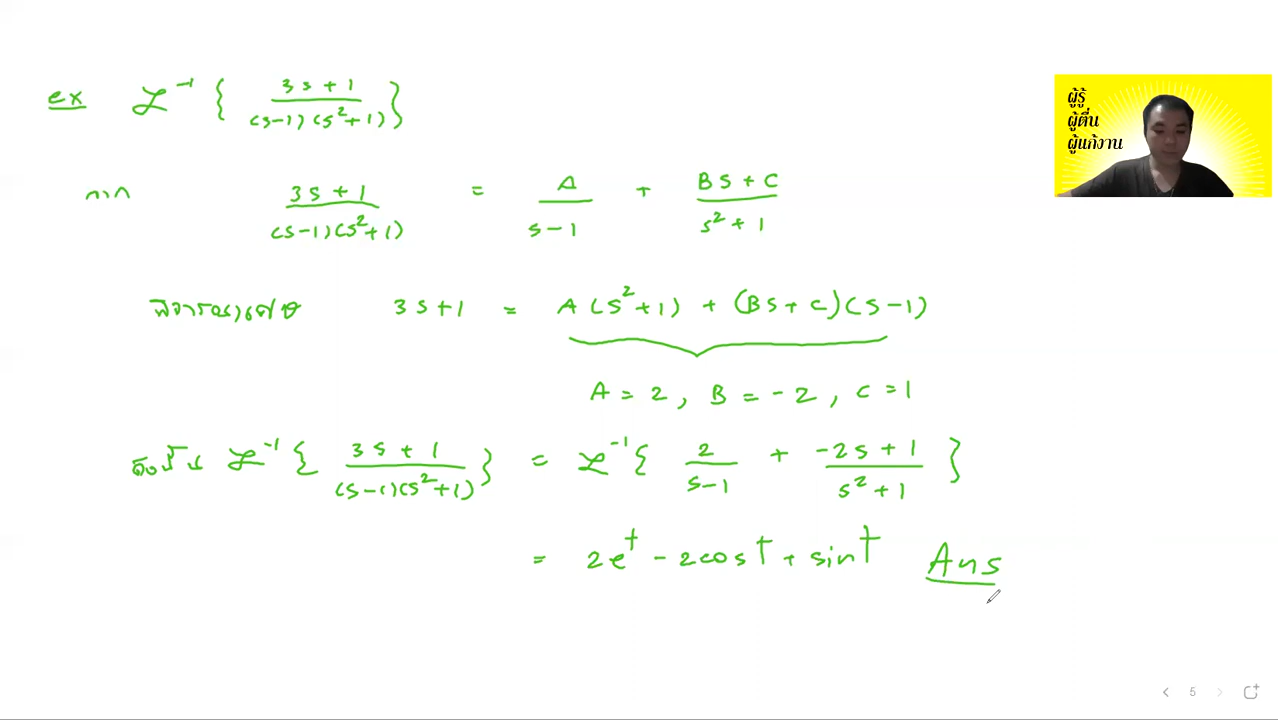 ex ℒ⁻¹ { (3s+1)/((s-1)(s²+1)) }
ผู้รู้
ผู้ตื่น
ผู้แก้งาน
จาก (3s+1)/((s-1)(s²+1)) = A/(s-1) + (Bs+C)/(s²+1)
พิจารณาเศษ 3s+1 = A(s²+1) + (Bs+C)(s-1)
A = 2, B = -2, C = 1
ดังนั้น ℒ⁻¹ { (3s+1)/((s-1)(s²+1)) } = ℒ⁻¹ { 2/(s-1) + (-2s+1)/(s²+1) }
= 2eᵗ - 2cost + sint Ans
5